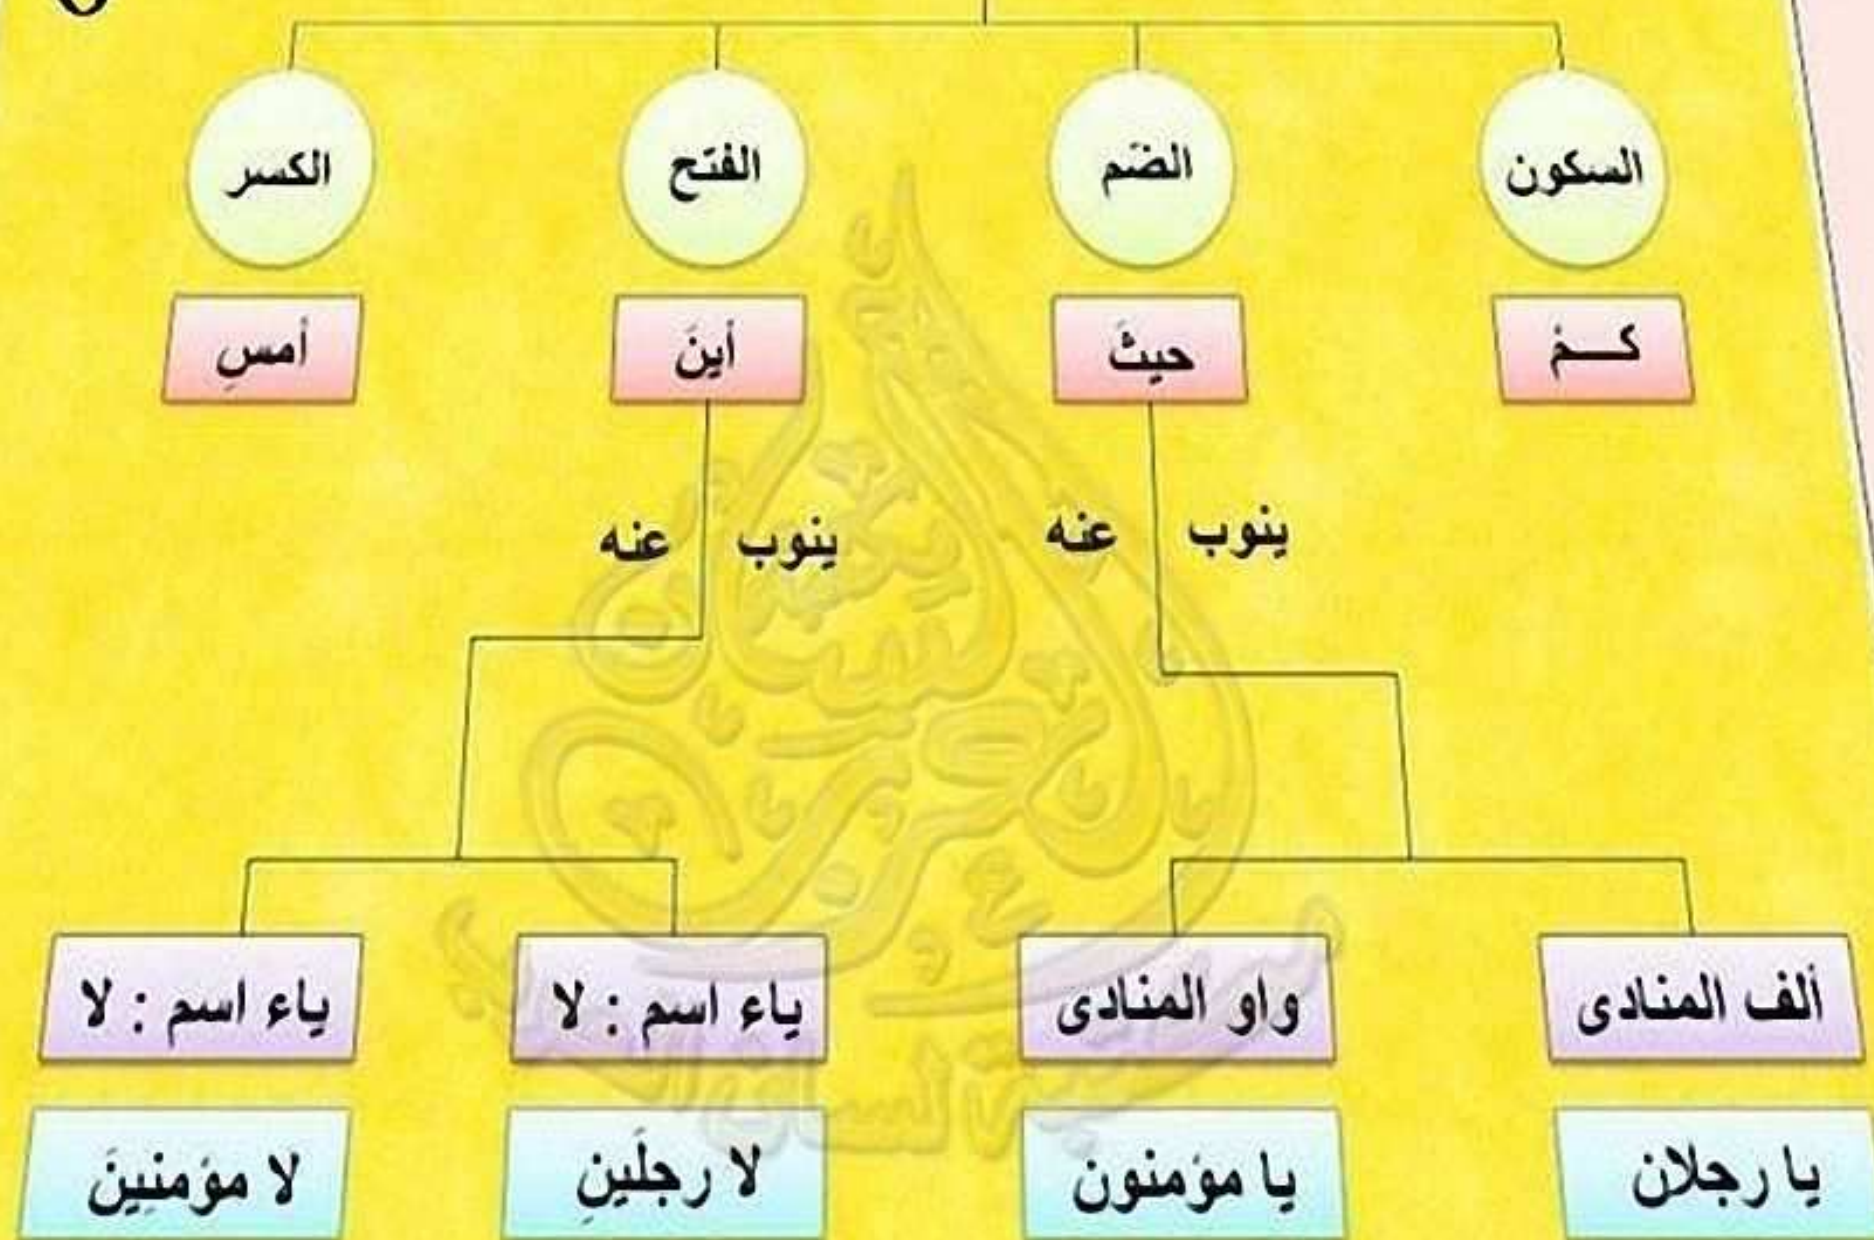 السكون الضّم الفتح الكسر
كـــمْ حيثُ أينَ أمسِ
ينوب عنه ينوب عنه
ألف المنادى واو المنادى ياء اسم : لا ياء اسم : لا
يا رجلان يا مؤمنون لا رجلَينِ لا مؤمنِينَ